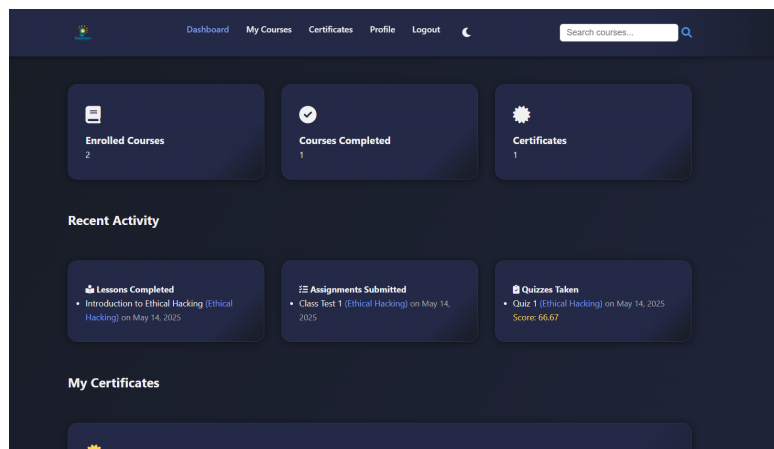 Dashboard
My Courses
Certificates
Profile
Logout
Search courses...
Enrolled Courses
2
Courses Completed
1
Certificates
1
Recent Activity
Lessons Completed
Introduction to Ethical Hacking (Ethical
Hacking) on May 14, 2025
Assignments Submitted
Class Test 1 (Ethical Hacking) on May 14,
2025
Quizzes Taken
Quiz 1 (Ethical Hacking) on May 14, 2025
Score: 66.67
My Certificates